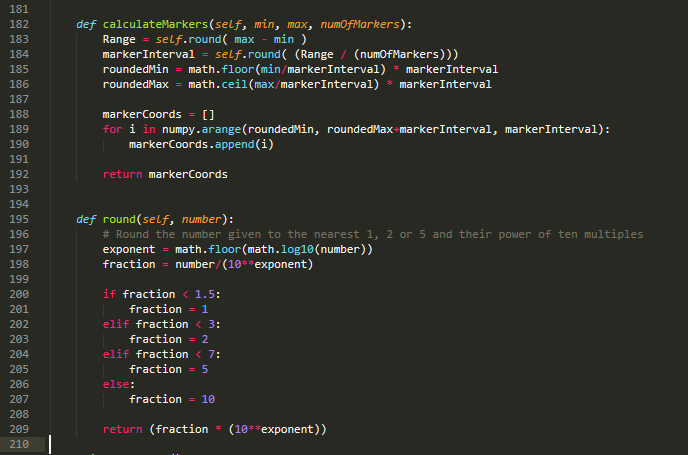 181
182 def calculateMarkers(self, min, max, numOfMarkers):
183 Range = self.round( max - min )
184 markerInterval = self.round( (Range / (numOfMarkers)))
185 roundedMin = math.floor(min/markerInterval) * markerInterval
186 roundedMax = math.ceil(max/markerInterval) * markerInterval
187
188 markerCoords = []
189 for i in numpy.arange(roundedMin, roundedMax+markerInterval, markerInterval):
190 markerCoords.append(i)
191
192 return markerCoords
193
194
195 def round(self, number):
196 # Round the number given to the nearest 1, 2 or 5 and their power of ten multiples
197 exponent = math.floor(math.log10(number))
198 fraction = number/(10**exponent)
199
200 if fraction < 1.5:
201 fraction = 1
202 elif fraction < 3:
203 fraction = 2
204 elif fraction < 7:
205 fraction = 5
206 else:
207 fraction = 10
208
209 return (fraction * (10**exponent))
210